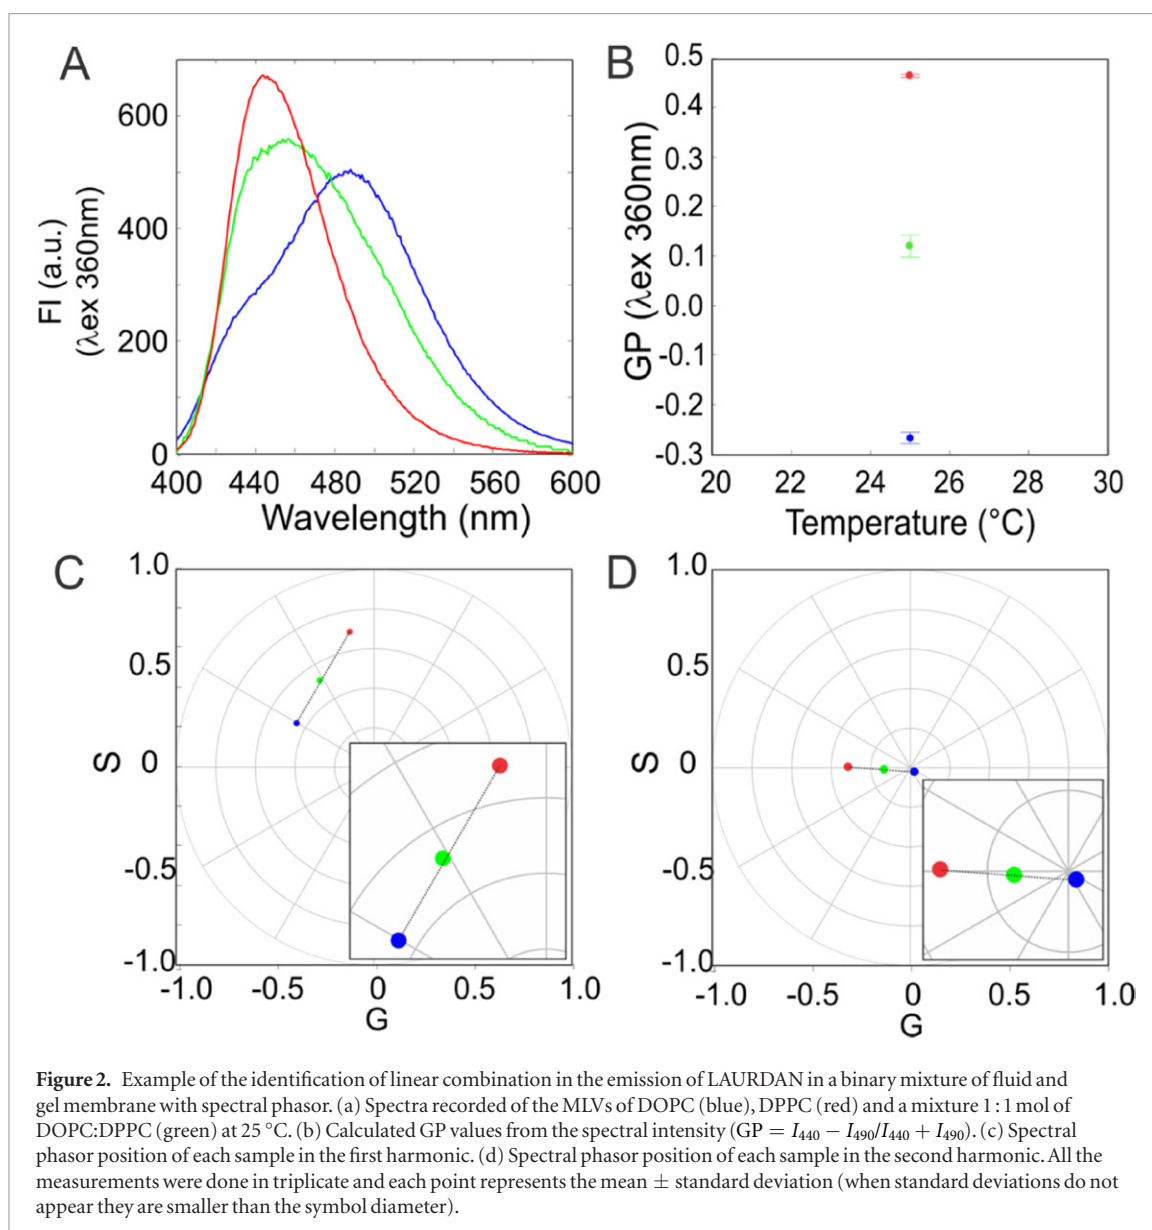 A
600
400
200
0
FI (a.u.)
(λex 360nm)
400 440 480 520 560 600
Wavelength (nm)
B
0.5
0.4
0.3
0.2
0.1
0.0
-0.1
-0.2
-0.3
GP (λex 360nm)
20 22 24 26 28 30
Temperature (°C)
C
1.0
0.5
0
-0.5
-1.0
S
-1.0 -0.5 0 0.5 1.0
G
D
1.0
0.5
0
-0.5
-1.0
S
-1.0 -0.5 0 0.5 1.0
G
Figure 2. Example of the identification of linear combination in the emission of LAURDAN in a binary mixture of fluid and
gel membrane with spectral phasor. (a) Spectra recorded of the MLVs of DOPC (blue), DPPC (red) and a mixture 1 : 1 mol of
DOPC:DPPC (green) at 25 °C. (b) Calculated GP values from the spectral intensity (GP = I₄₄₀ − I₄₉₀/I₄₄₀ + I₄₉₀). (c) Spectral
phasor position of each sample in the first harmonic. (d) Spectral phasor position of each sample in the second harmonic. All the
measurements were done in triplicate and each point represents the mean ± standard deviation (when standard deviations do not
appear they are smaller than the symbol diameter).